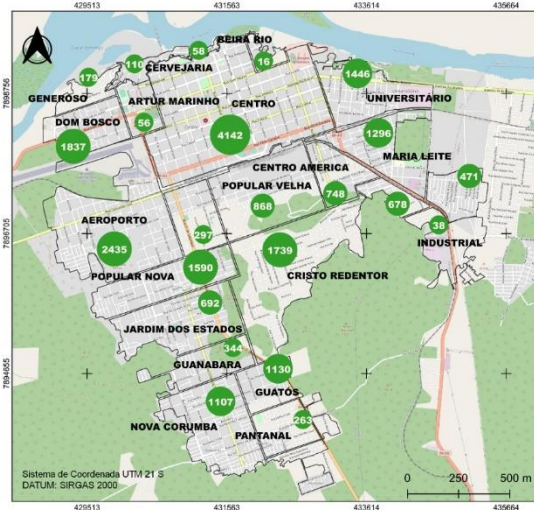 429513 431563 433614 435664
BEIRA RIO
58
110
16
CERVEJARIA
179
1446
7898756
GENEROSO
ARTUR MARINHO
UNIVERSITÁRIO
DOM BOSCO
CENTRO
56
1837
4142
1296
MARIA LEITE
CENTRO AMERICA
471
POPULAR VELHA
748
868
678
AEROPORTO
7896705
297
38
2435
1739
INDUSTRIAL
POPULAR NOVA
1590
CRISTO REDENTOR
692
JARDIM DOS ESTADOS
344
GUANABARA
1130
7894655
GUATÓS
1107
263
NOVA CORUMBA
PANTANAL
Sistema de Coordenada UTM 21 S
DATUM: SIRGAS 2000
0 250 500 m
429513 431563 433614 435664